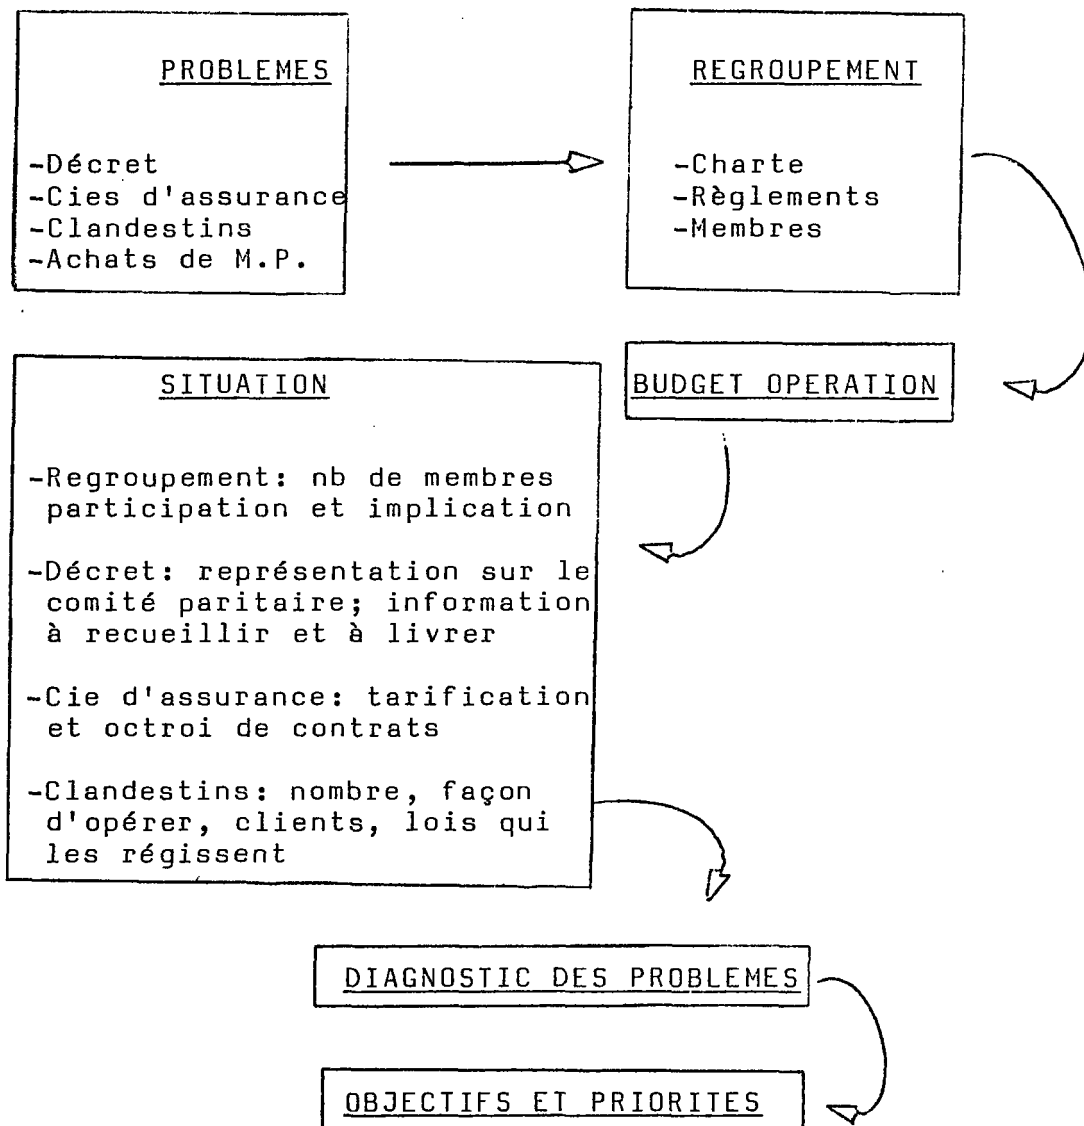 PROBLEMES
-Décret
-Cies d'assurance
-Clandestins
-Achats de M.P.
REGROUPEMENT
-Charte
-Règlements
-Membres
BUDGET OPERATION
SITUATION
-Regroupement: nb de membres
participation et implication
-Décret: représentation sur le
comité paritaire; information
à recueillir et à livrer
-Cie d'assurance: tarification
et octroi de contrats
-Clandestins: nombre, façon
d'opérer, clients, lois qui
les régissent
DIAGNOSTIC DES PROBLEMES
OBJECTIFS ET PRIORITES